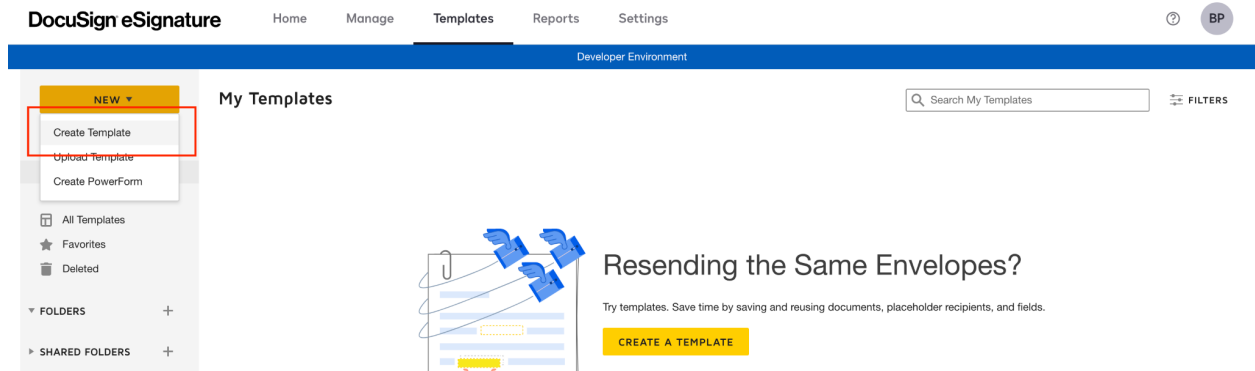 DocuSign eSignature Home Manage Templates Reports Settings BP
Developer Environment
NEW
My Templates
Search My Templates
FILTERS
Create Template
Upload Template
Create PowerForm
All Templates
Favorites
Deleted
FOLDERS
SHARED FOLDERS
Resending the Same Envelopes?
Try templates. Save time by saving and reusing documents, placeholder recipients, and fields.
CREATE A TEMPLATE